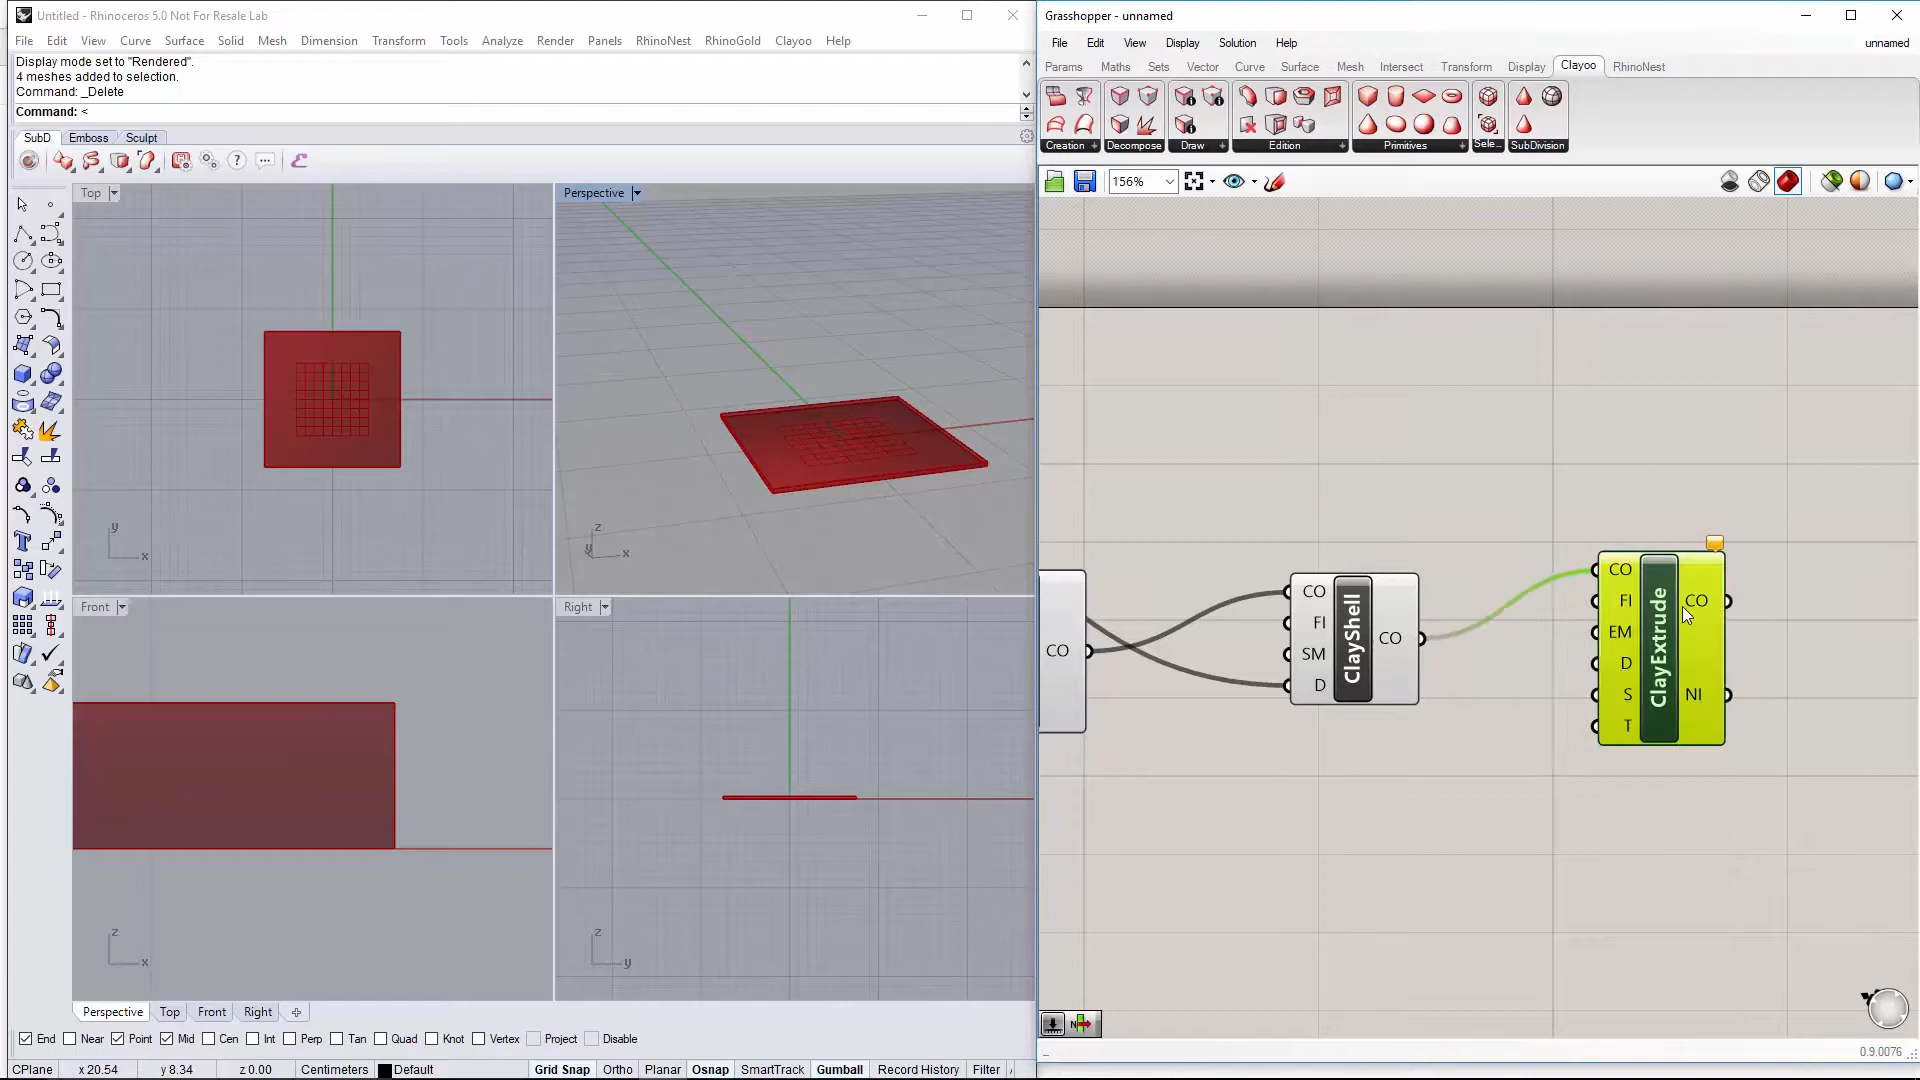 Untitled - Rhinoceros 5.0 Not For Resale Lab
File Edit View Curve Surface Solid Mesh Dimension Transform Tools Analyze Render Panels RhinoNest RhinoGold Clayoo Help
Display mode set to "Rendered".
4 meshes added to selection.
Command: _Delete
Command: <
SubD Emboss Sculpt
Top
Perspective
y
x
z
y
x
Front
Right
z
x
z
y
Perspective Top Front Right
End Near Point Mid Cen Int Perp Tan Quad Knot Vertex Project Disable
CPlane x 20.54 y 8.34 z 0.00 Centimeters Default Grid Snap Ortho Planar Osnap SmartTrack Gumball Record History Filter
Grasshopper - unnamed
File Edit View Display Solution Help unnamed
Params Maths Sets Vector Curve Surface Mesh Intersect Transform Display Clayoo RhinoNest
Creation Decompose Draw Edition Primitives Sele... SubDivision
156%
CO
CO
FI
SM
D
ClayShell
CO
CO
FI
EM
D
S
T
ClayExtrude
CO
NI
0.9.0076